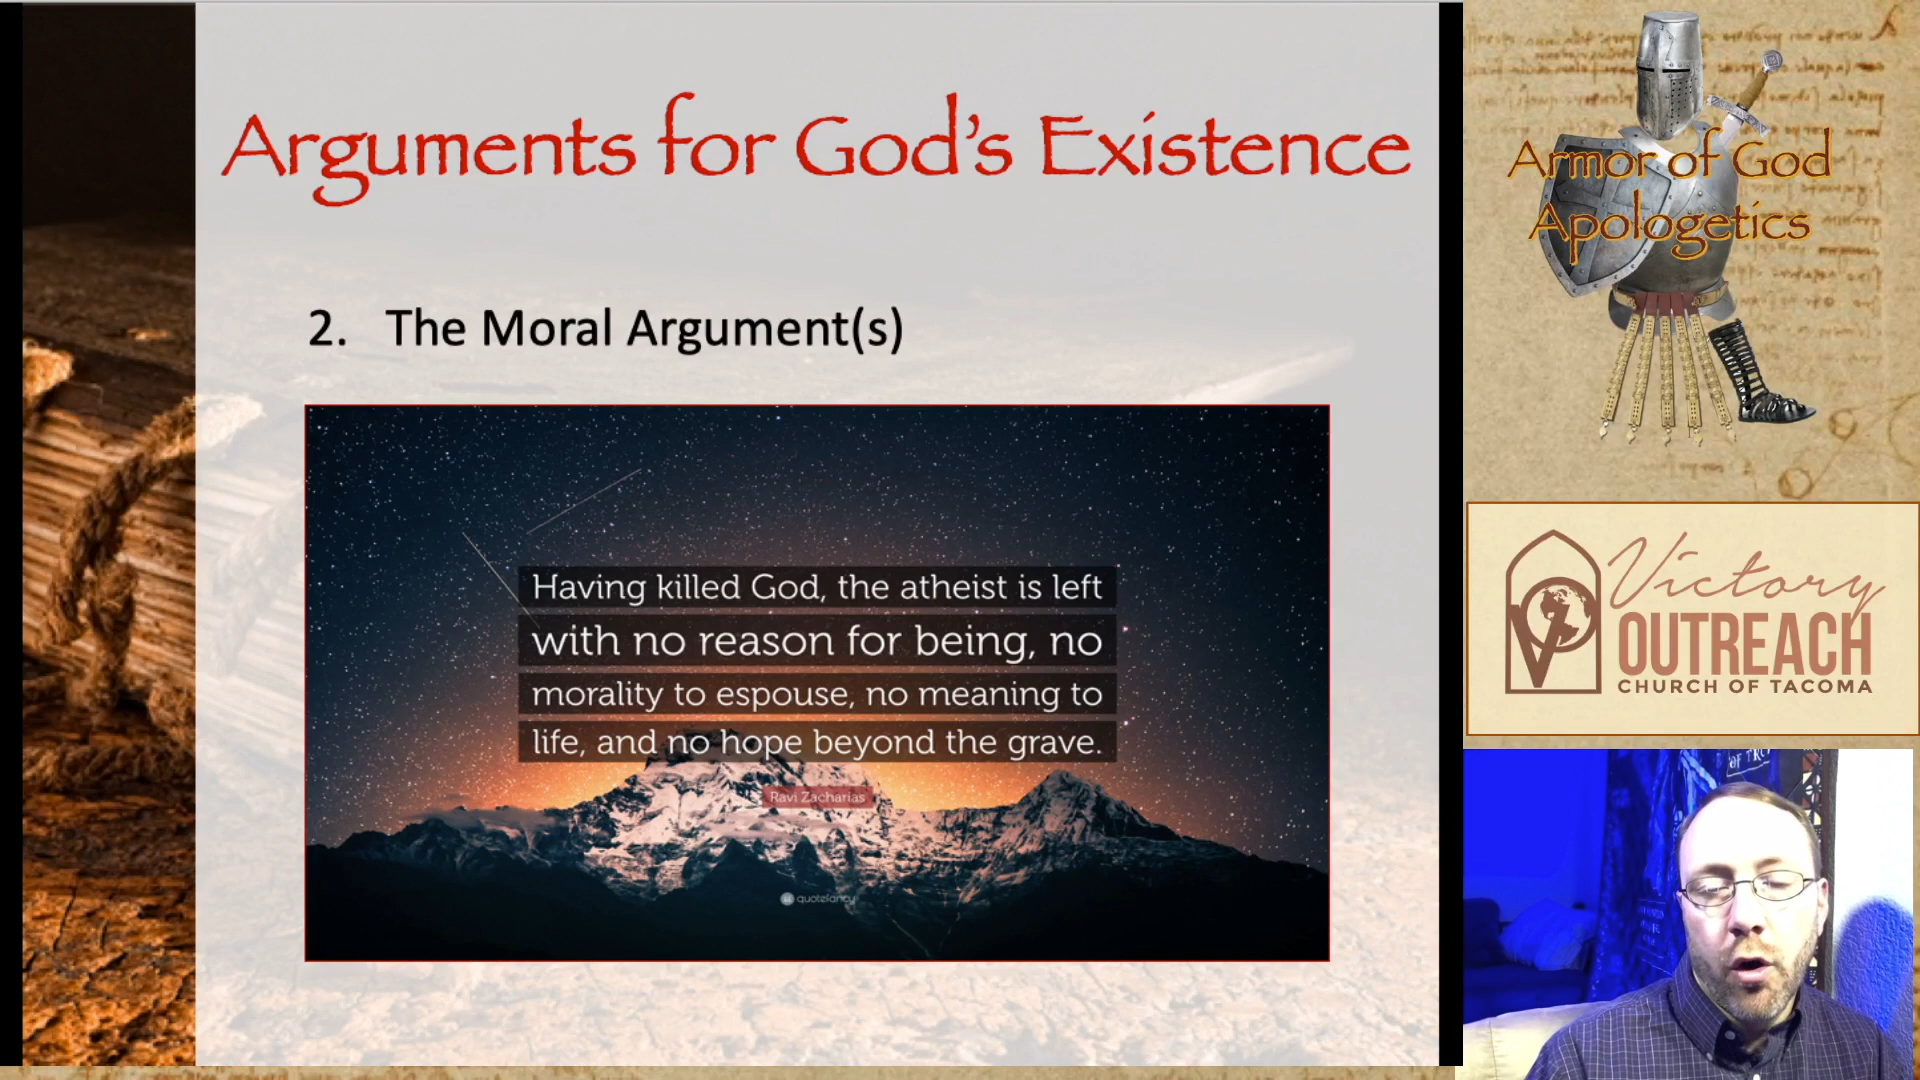 Arguments for God's Existence
2. The Moral Argument(s)
Having killed God, the atheist is left
with no reason for being, no
morality to espouse, no meaning to
life, and no hope beyond the grave.
Ravi Zacharias
quotefancy
Armor of God
Apologetics
Victory
OUTREACH
CHURCH OF TACOMA